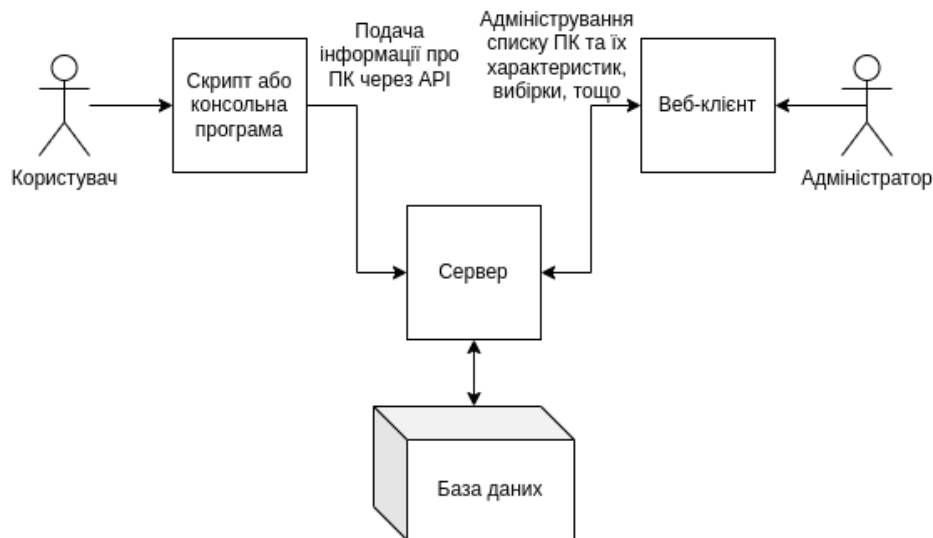 Подача
інформації про
ПК через API
Адміністрування
списку ПК та їх
характеристик,
вибірки, тощо
Скрипт або
консольна
програма
Веб-клієнт
Користувач
Адміністратор
Сервер
База даних